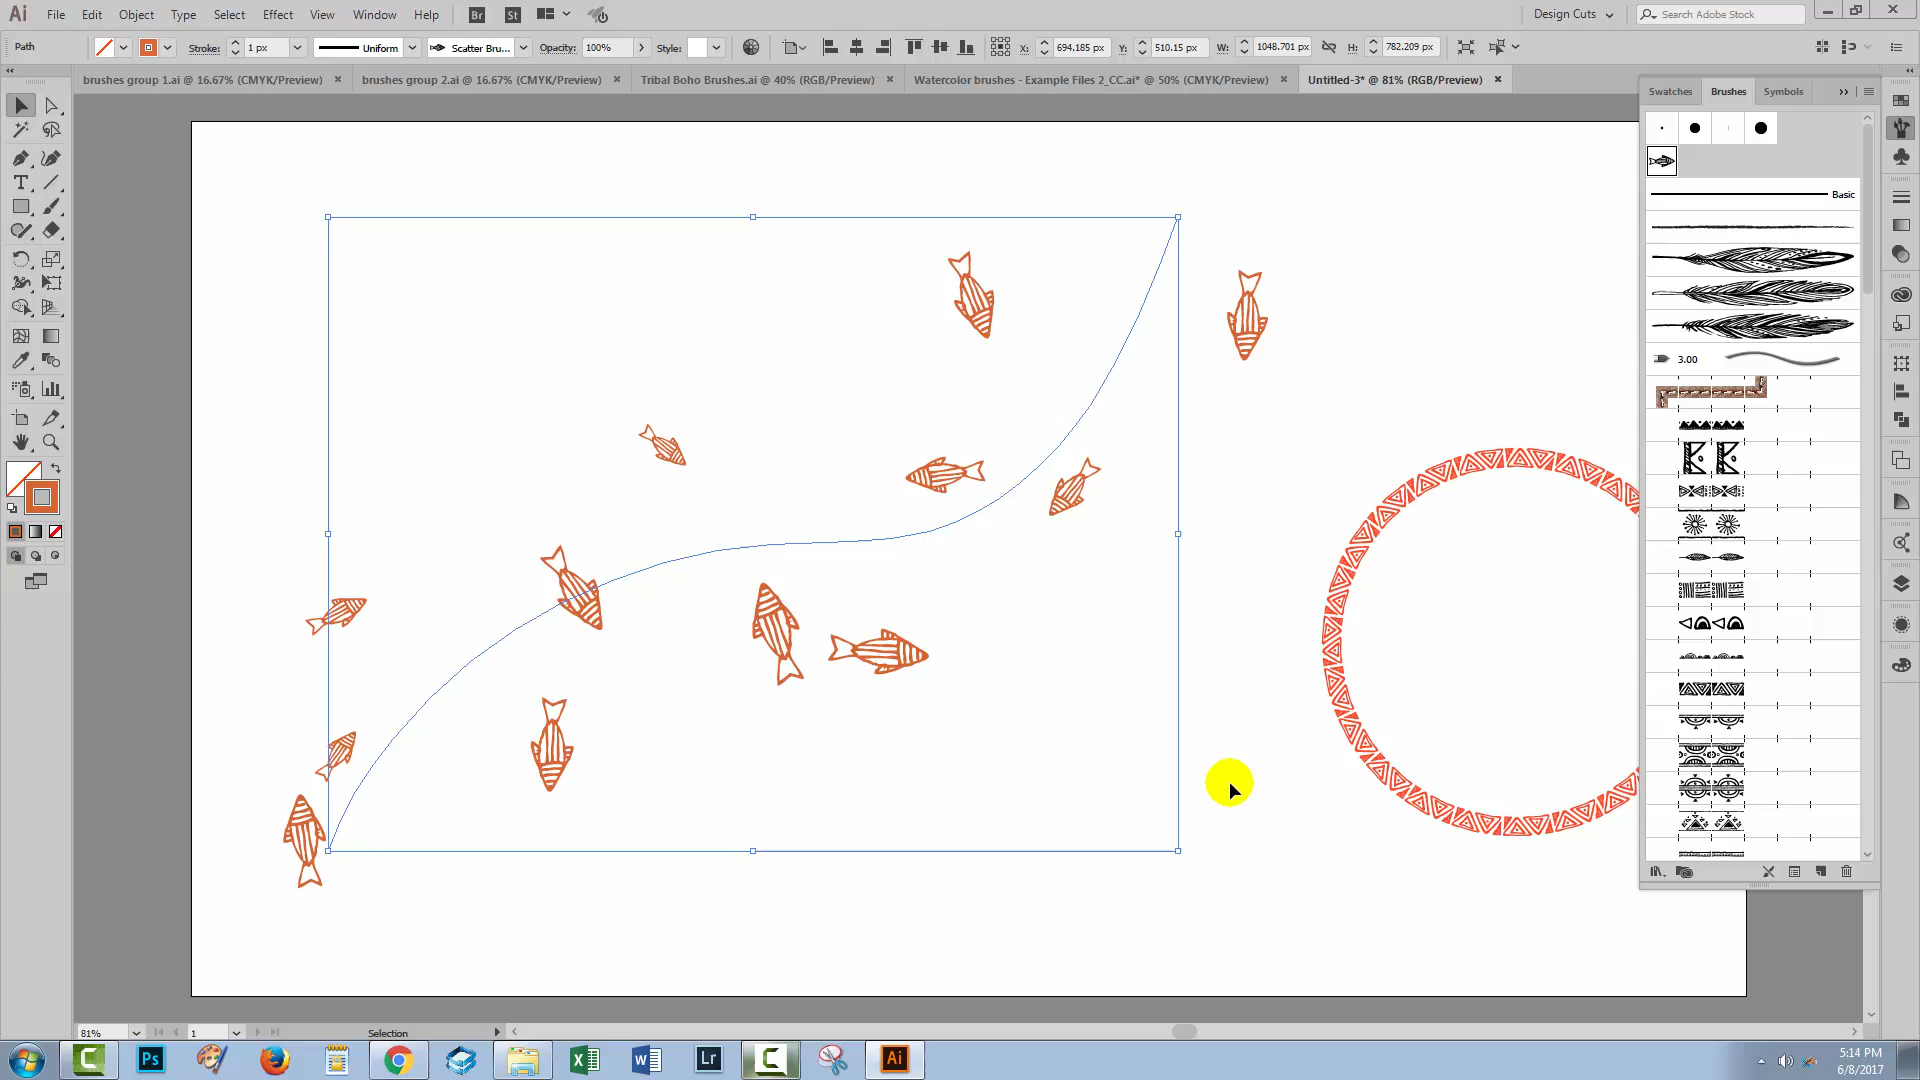 Ai File Edit Object Type Select Effect View Window Help Br St Design Cuts Search Adobe Stock
Path Stroke: 1 px Uniform Scatter Bru... Opacity: 100% Style: X: 694.185 px Y: 510.15 px W: 1048.701 px H: 782.209 px
brushes group 1.ai @ 16.67% (CMYK/Preview) × brushes group 2.ai @ 16.67% (CMYK/Preview) × Tribal Boho Brushes.ai @ 40% (RGB/Preview) × Watercolor brushes - Example Files 2_CC.ai* @ 50% (CMYK/Preview) × Untitled-3* @ 81% (RGB/Preview) ×
Swatches Brushes Symbols
Basic
3.00
81% 1 Selection
Ps Lr Ai
5:14 PM
6/8/2017